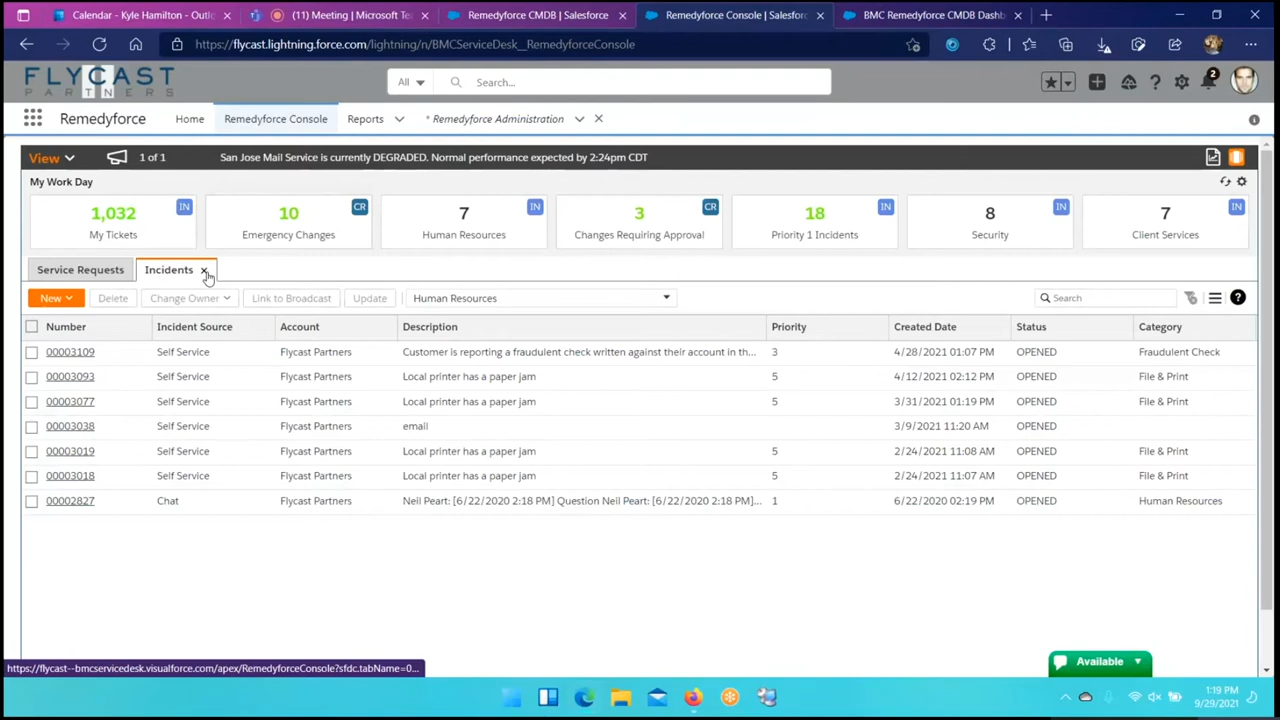 Calendar - Kyle Hamilton - Outlo
(11) Meeting | Microsoft Te
Remedyforce CMDB | Salesforce
Remedyforce Console | Salesforc
BMC Remedyforce CMDB Dashb
https://flycast.lightning.force.com/lightning/n/BMCServiceDesk__RemedyforceConsole
FLYCAST
PARTNERS
All
Search...
2
Remedyforce
Home
Remedyforce Console
Reports
* Remedyforce Administration
View
1 of 1
San Jose Mail Service is currently DEGRADED. Normal performance expected by 2:24pm CDT
My Work Day
1,032 IN
My Tickets
10 CR
Emergency Changes
7 IN
Human Resources
3 CR
Changes Requiring Approval
18 IN
Priority 1 Incidents
8 IN
Security
7 IN
Client Services
Service Requests
Incidents
New
Delete
Change Owner
Link to Broadcast
Update
Human Resources
Search
?
Number Incident Source Account Description Priority Created Date Status Category
00003109 Self Service Flycast Partners Customer is reporting a fraudulent check written against their account in th... 3 4/28/2021 01:07 PM OPENED Fraudulent Check
00003093 Self Service Flycast Partners Local printer has a paper jam 5 4/12/2021 02:12 PM OPENED File & Print
00003077 Self Service Flycast Partners Local printer has a paper jam 5 3/31/2021 01:19 PM OPENED File & Print
00003038 Self Service Flycast Partners email 3/9/2021 11:20 AM OPENED
00003019 Self Service Flycast Partners Local printer has a paper jam 5 2/24/2021 11:08 AM OPENED File & Print
00003018 Self Service Flycast Partners Local printer has a paper jam 5 2/24/2021 11:07 AM OPENED File & Print
00002827 Chat Flycast Partners Neil Peart: [6/22/2020 2:18 PM] Question Neil Peart: [6/22/2020 2:18 PM]... 1 6/22/2020 02:19 PM OPENED Human Resources
Available
https://flycast--bmcservicedesk.visualforce.com/apex/RemedyforceConsole?sfdc.tabName=0...
1:19 PM
9/29/2021